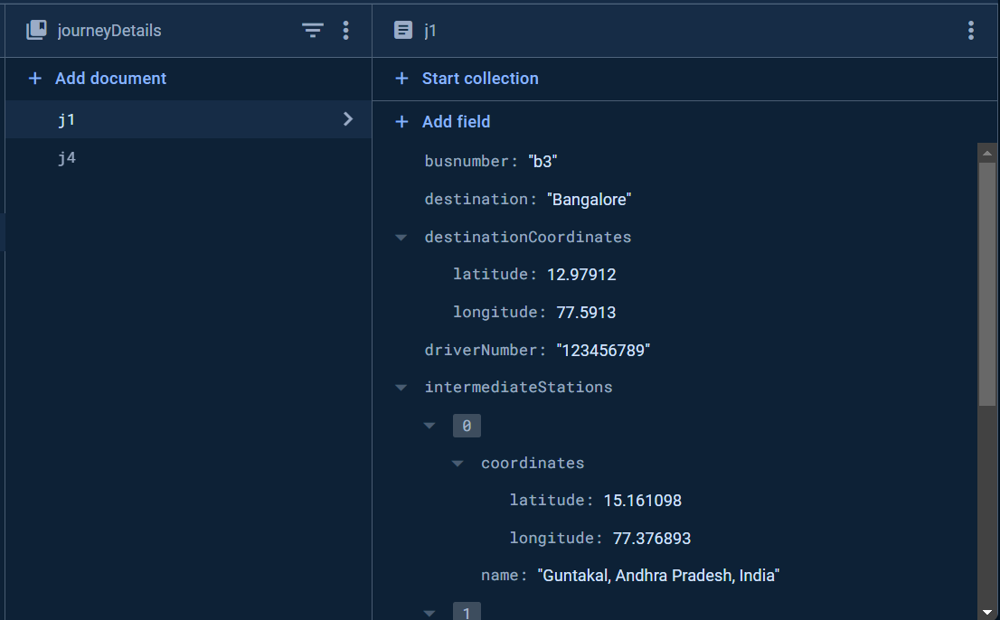 journeyDetails
+ Add document
j1
j4
j1
+ Start collection
+ Add field
busnumber: "b3"
destination: "Bangalore"
destinationCoordinates
latitude: 12.97912
longitude: 77.5913
driverNumber: "123456789"
intermediateStations
0
coordinates
latitude: 15.161098
longitude: 77.376893
name: "Guntakal, Andhra Pradesh, India"
1